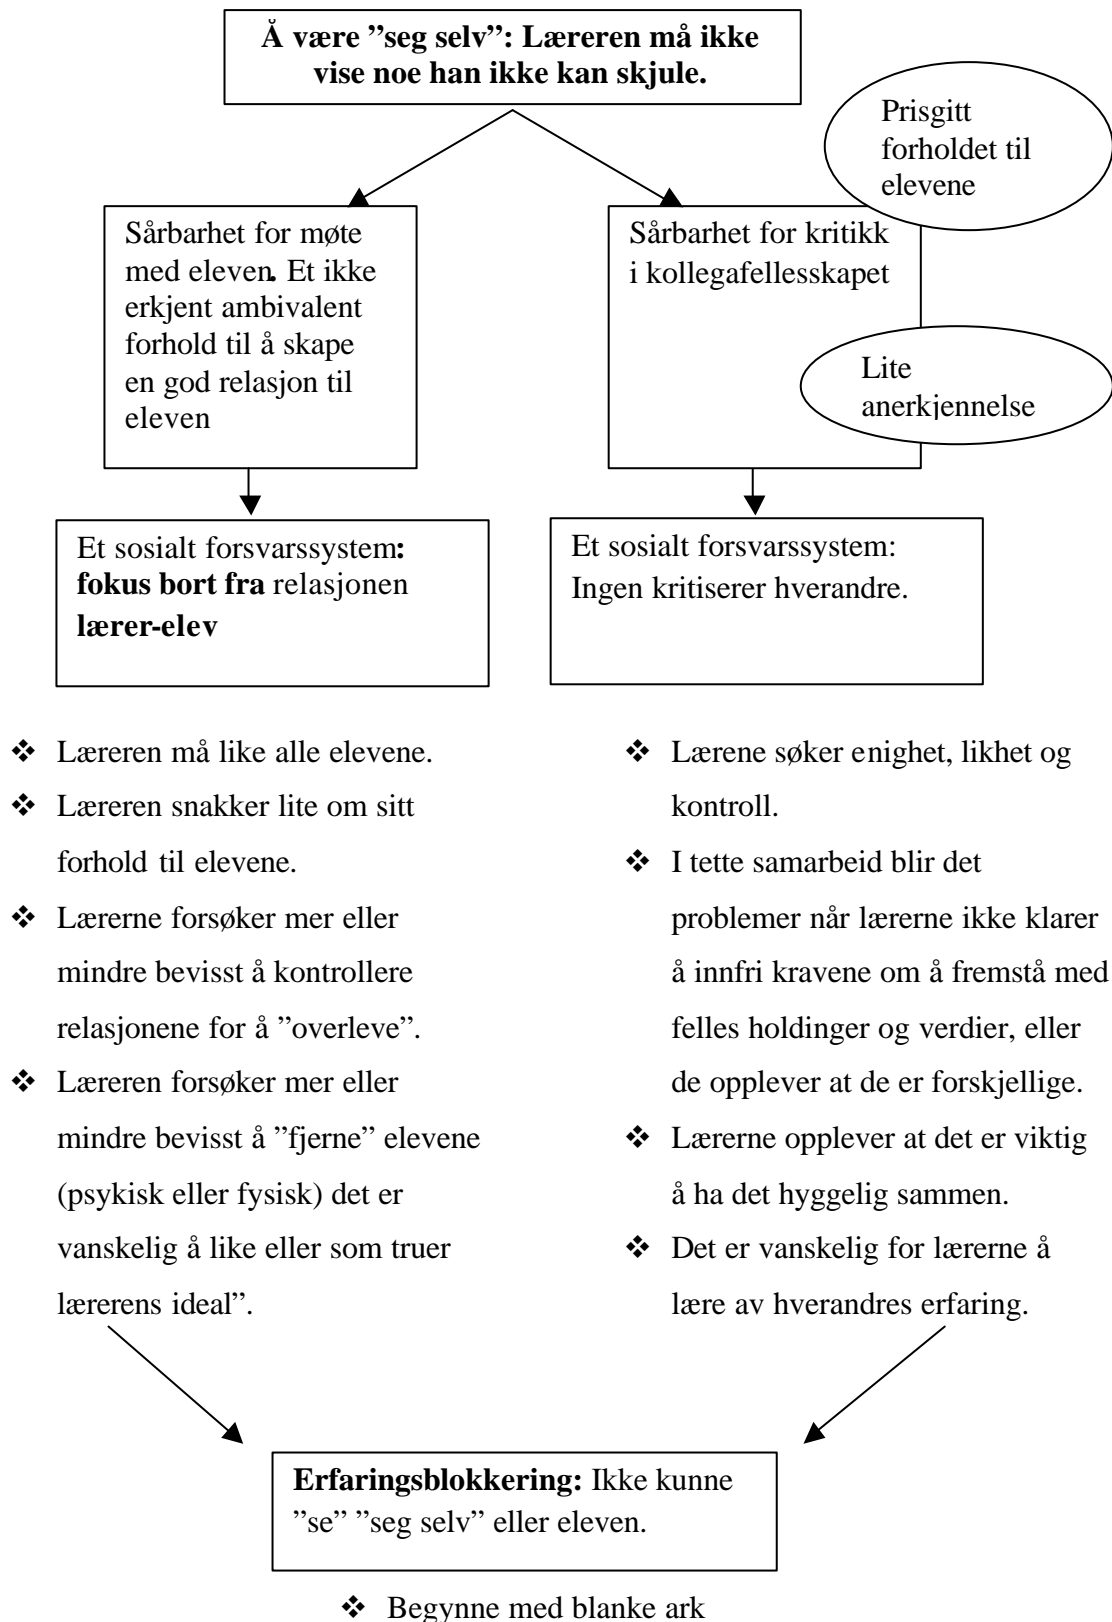 Å være ”seg selv”: Læreren må ikke
vise noe han ikke kan skjule.
Prisgitt
forholdet til
elevene
Sårbarhet for møte
med eleven. Et ikke
erkjent ambivalent
forhold til å skape
en god relasjon til
eleven
Sårbarhet for kritikk
i kollegafellesskapet
Lite
anerkjennelse
Et sosialt forsvarssystem:
fokus bort fra relasjonen
lærer-elev
Et sosialt forsvarssystem:
Ingen kritiserer hverandre.
❖ Læreren må like alle elevene.
❖ Læreren snakker lite om sitt
forhold til elevene.
❖ Lærerne forsøker mer eller
mindre bevisst å kontrollere
relasjonene for å ”overleve”.
❖ Læreren forsøker mer eller
mindre bevisst å ”fjerne” elevene
(psykisk eller fysisk) det er
vanskelig å like eller som truer
lærerens ideal”.
❖ Lærene søker enighet, likhet og
kontroll.
❖ I tette samarbeid blir det
problemer når lærerne ikke klarer
å innfri kravene om å fremstå med
felles holdinger og verdier, eller
de opplever at de er forskjellige.
❖ Lærerne opplever at det er viktig
å ha det hyggelig sammen.
❖ Det er vanskelig for lærerne å
lære av hverandres erfaring.
Erfaringsblokkering: Ikke kunne
”se” ”seg selv” eller eleven.
❖ Begynne med blanke ark